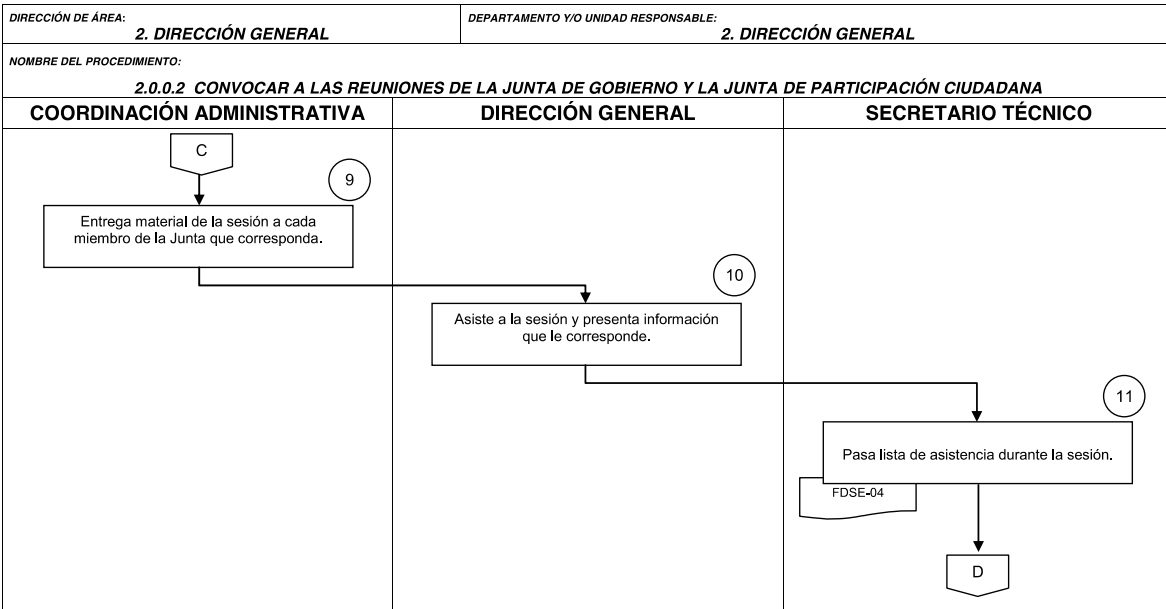 DIRECCIÓN DE ÁREA:
2. DIRECCIÓN GENERAL
DEPARTAMENTO Y/O UNIDAD RESPONSABLE:
2. DIRECCIÓN GENERAL
NOMBRE DEL PROCEDIMIENTO:
2.0.0.2 CONVOCAR A LAS REUNIONES DE LA JUNTA DE GOBIERNO Y LA JUNTA DE PARTICIPACIÓN CIUDADANA
COORDINACIÓN ADMINISTRATIVA
DIRECCIÓN GENERAL
SECRETARIO TÉCNICO
C
9
Entrega material de la sesión a cada
miembro de la Junta que corresponda.
10
Asiste a la sesión y presenta información
que le corresponde.
11
Pasa lista de asistencia durante la sesión.
FDSE-04
D